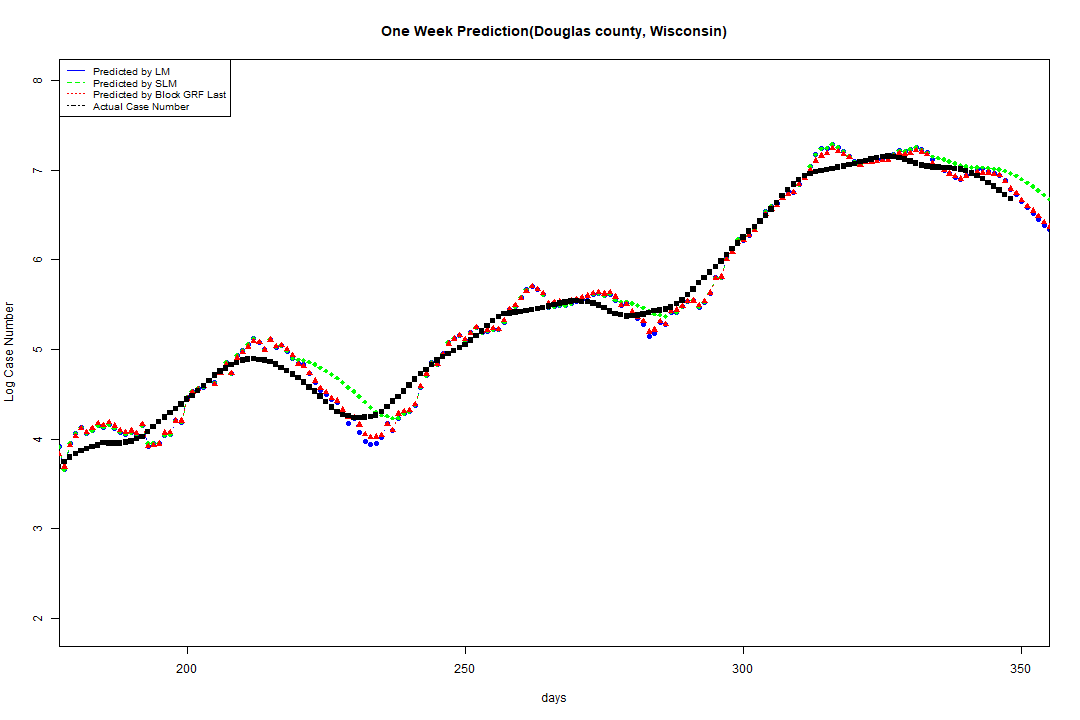 One Week Prediction(Douglas county, Wisconsin)
Predicted by LM
Predicted by SLM
Predicted by Block GRF Last
Actual Case Number
Log Case Number
8
7
6
5
4
3
2
200 250 300 350
days